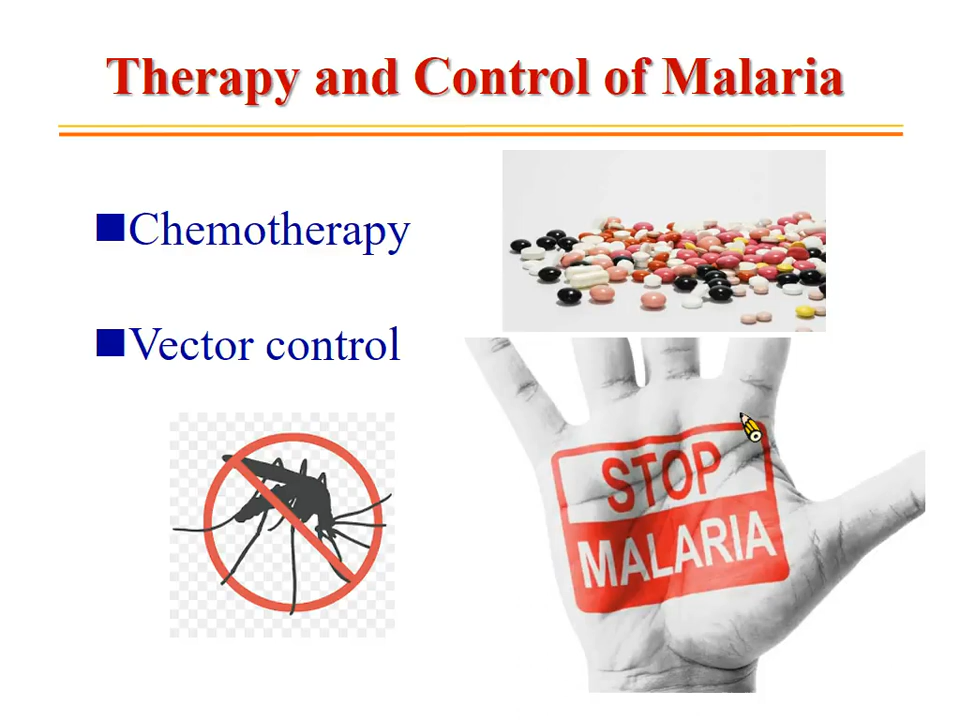 Therapy and Control of Malaria
Chemotherapy
Vector control
STOP
MALARIA